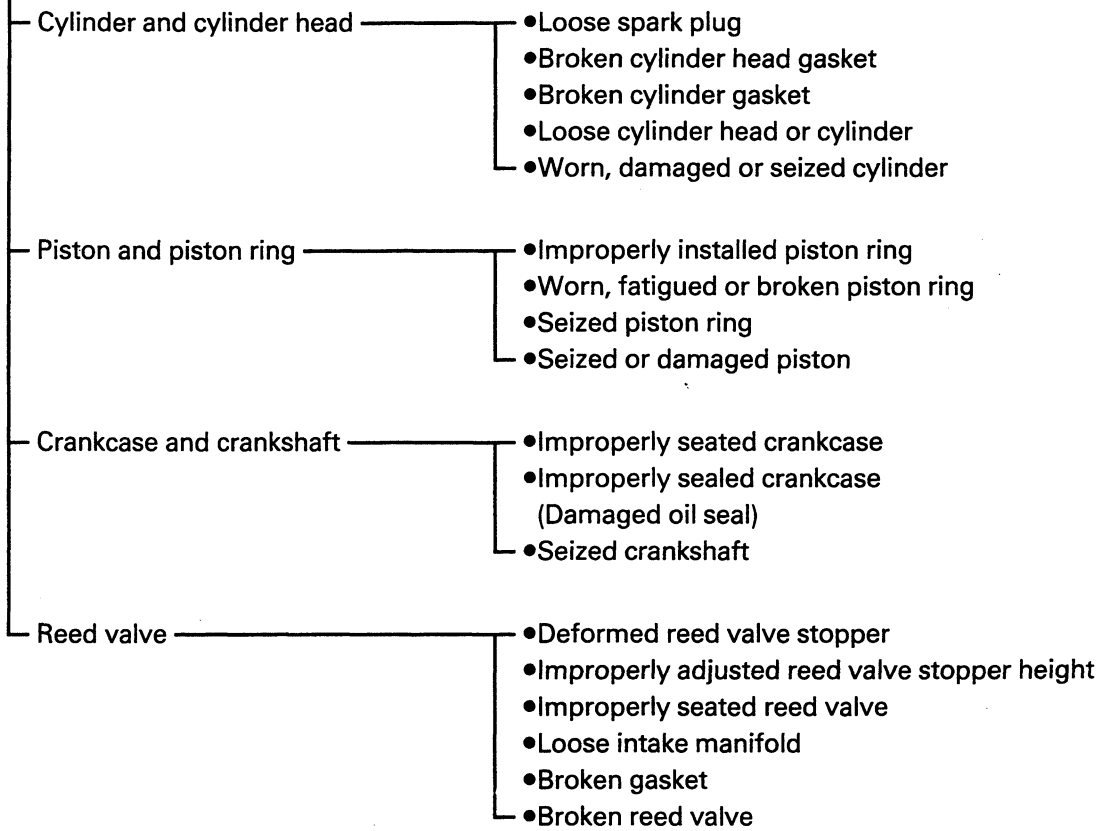 Cylinder and cylinder head
●Loose spark plug
●Broken cylinder head gasket
●Broken cylinder gasket
●Loose cylinder head or cylinder
●Worn, damaged or seized cylinder
Piston and piston ring
●Improperly installed piston ring
●Worn, fatigued or broken piston ring
●Seized piston ring
●Seized or damaged piston
Crankcase and crankshaft
●Improperly seated crankcase
●Improperly sealed crankcase
(Damaged oil seal)
●Seized crankshaft
Reed valve
●Deformed reed valve stopper
●Improperly adjusted reed valve stopper height
●Improperly seated reed valve
●Loose intake manifold
●Broken gasket
●Broken reed valve